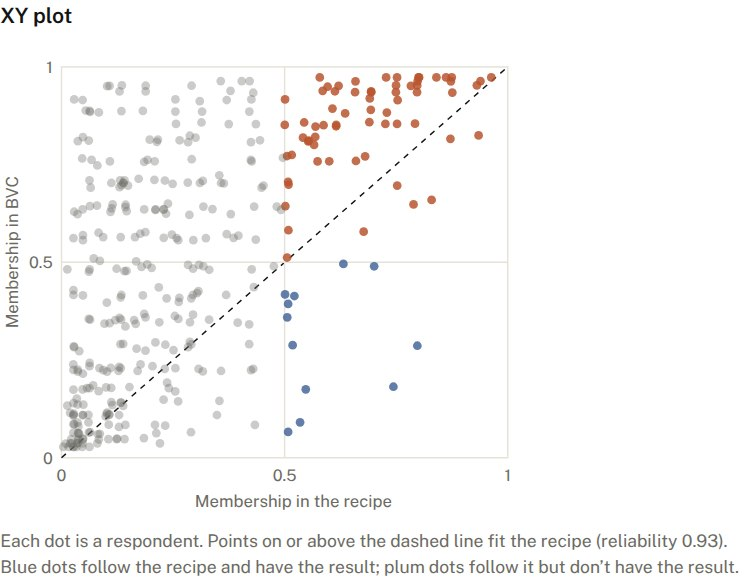 XY plot
1
Membership in BVC
0.5
0
0
0.5
1
Membership in the recipe
Each dot is a respondent. Points on or above the dashed line fit the recipe (reliability 0.93).
Blue dots follow the recipe and have the result; plum dots follow it but don’t have the result.